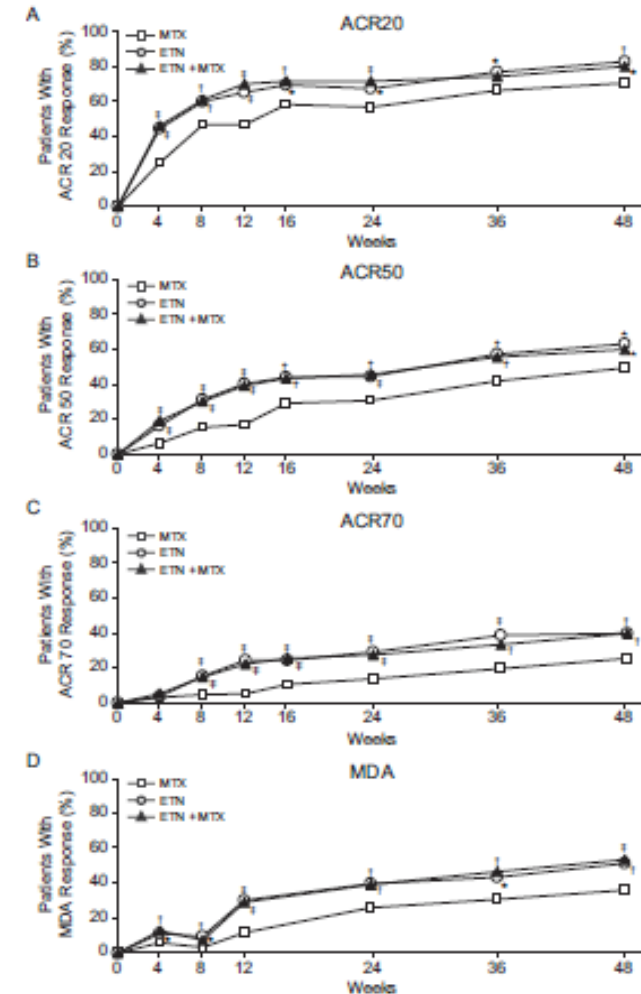 A
ACR20
MTX
ETN
ETN + MTX
Patients With
ACR 20 Response (%)
100
80
60
40
20
0
0 4 8 12 16 24 36 48
Weeks
B
ACR50
MTX
ETN
ETN + MTX
Patients With
ACR 50 Response (%)
100
80
60
40
20
0
0 4 8 12 16 24 36 48
Weeks
C
ACR70
MTX
ETN
ETN + MTX
Patients With
ACR 70 Response (%)
100
80
60
40
20
0
0 4 8 12 16 24 36 48
Weeks
D
MDA
MTX
ETN
ETN + MTX
Patients With
MDA Response (%)
100
80
60
40
20
0
0 4 8 12 16 24 36 48
Weeks